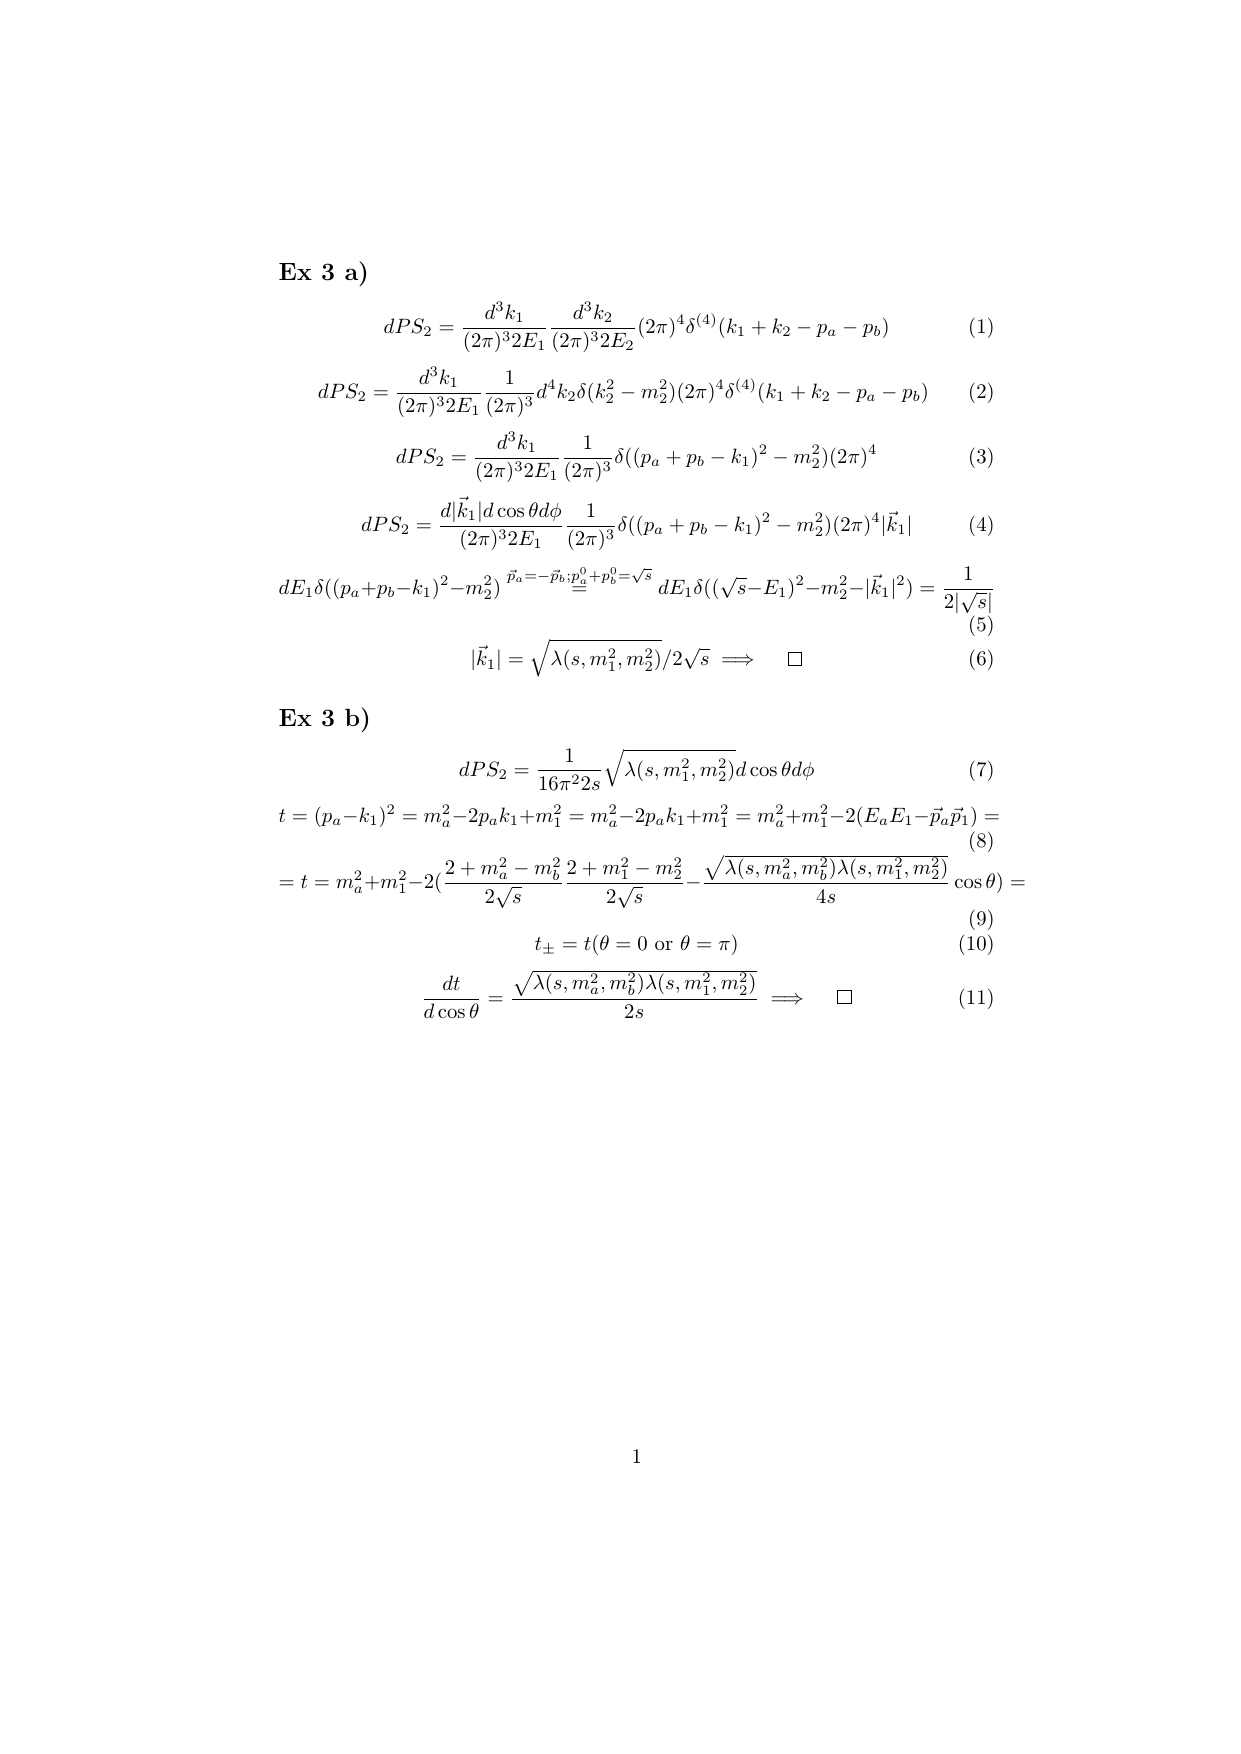 Ex 3 a)
$dPS_2 = \frac{d^3k_1}{(2\pi)^3 2E_1} \frac{d^3k_2}{(2\pi)^3 2E_2} (2\pi)^4 \delta^{(4)}(k_1 + k_2 - p_a - p_b)$ (1)
$dPS_2 = \frac{d^3k_1}{(2\pi)^3 2E_1} \frac{1}{(2\pi)^3} d^4k_2 \delta(k_2^2 - m_2^2)(2\pi)^4 \delta^{(4)}(k_1 + k_2 - p_a - p_b)$ (2)
$dPS_2 = \frac{d^3k_1}{(2\pi)^3 2E_1} \frac{1}{(2\pi)^3} \delta((p_a + p_b - k_1)^2 - m_2^2)(2\pi)^4$ (3)
$dPS_2 = \frac{d|\vec{k}_1| d\cos\theta d\phi}{(2\pi)^3 2E_1} \frac{1}{(2\pi)^3} \delta((p_a + p_b - k_1)^2 - m_2^2)(2\pi)^4 |\vec{k}_1|$ (4)
$dE_1 \delta((p_a+p_b-k_1)^2-m_2^2) \stackrel{\vec{p}_a=-\vec{p}_b; p_a^0+p_b^0=\sqrt{s}}{=} dE_1 \delta((\sqrt{s}-E_1)^2-m_2^2-|\vec{k}_1|^2) = \frac{1}{2|\sqrt{s}|}$
(5)
$|\vec{k}_1| = \sqrt{\lambda(s, m_1^2, m_2^2)}/2\sqrt{s} \implies \quad \square$ (6)
Ex 3 b)
$dPS_2 = \frac{1}{16\pi^2 2s} \sqrt{\lambda(s, m_1^2, m_2^2)} d\cos\theta d\phi$ (7)
$t = (p_a-k_1)^2 = m_a^2-2p_ak_1+m_1^2 = m_a^2-2p_ak_1+m_1^2 = m_a^2+m_1^2-2(E_aE_1-\vec{p}_a\vec{p}_1) =$
(8)
$= t = m_a^2+m_1^2-2(\frac{2+m_a^2-m_b^2}{2\sqrt{s}} \frac{2+m_1^2-m_2^2}{2\sqrt{s}} - \frac{\sqrt{\lambda(s,m_a^2,m_b^2)\lambda(s,m_1^2,m_2^2)}}{4s} \cos\theta) =$
(9)
$t_\pm = t(\theta = 0 \text{ or } \theta = \pi)$ (10)
$\frac{dt}{d\cos\theta} = \frac{\sqrt{\lambda(s,m_a^2,m_b^2)\lambda(s,m_1^2,m_2^2)}}{2s} \implies \quad \square$ (11)
1